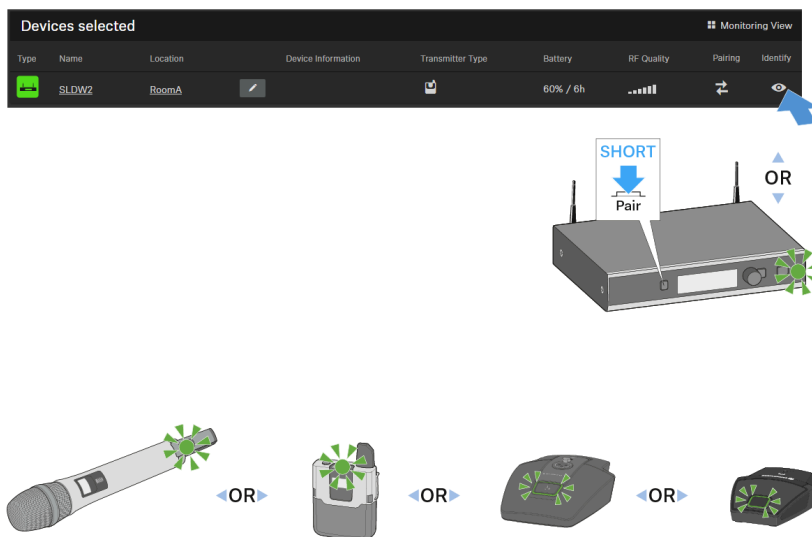 Devices selected
Monitoring View
Type Name Location Device Information Transmitter Type Battery RF Quality Pairing Identify
SLDW2 RoomA 60% / 6h
SHORT
Pair
OR
OR
OR
OR